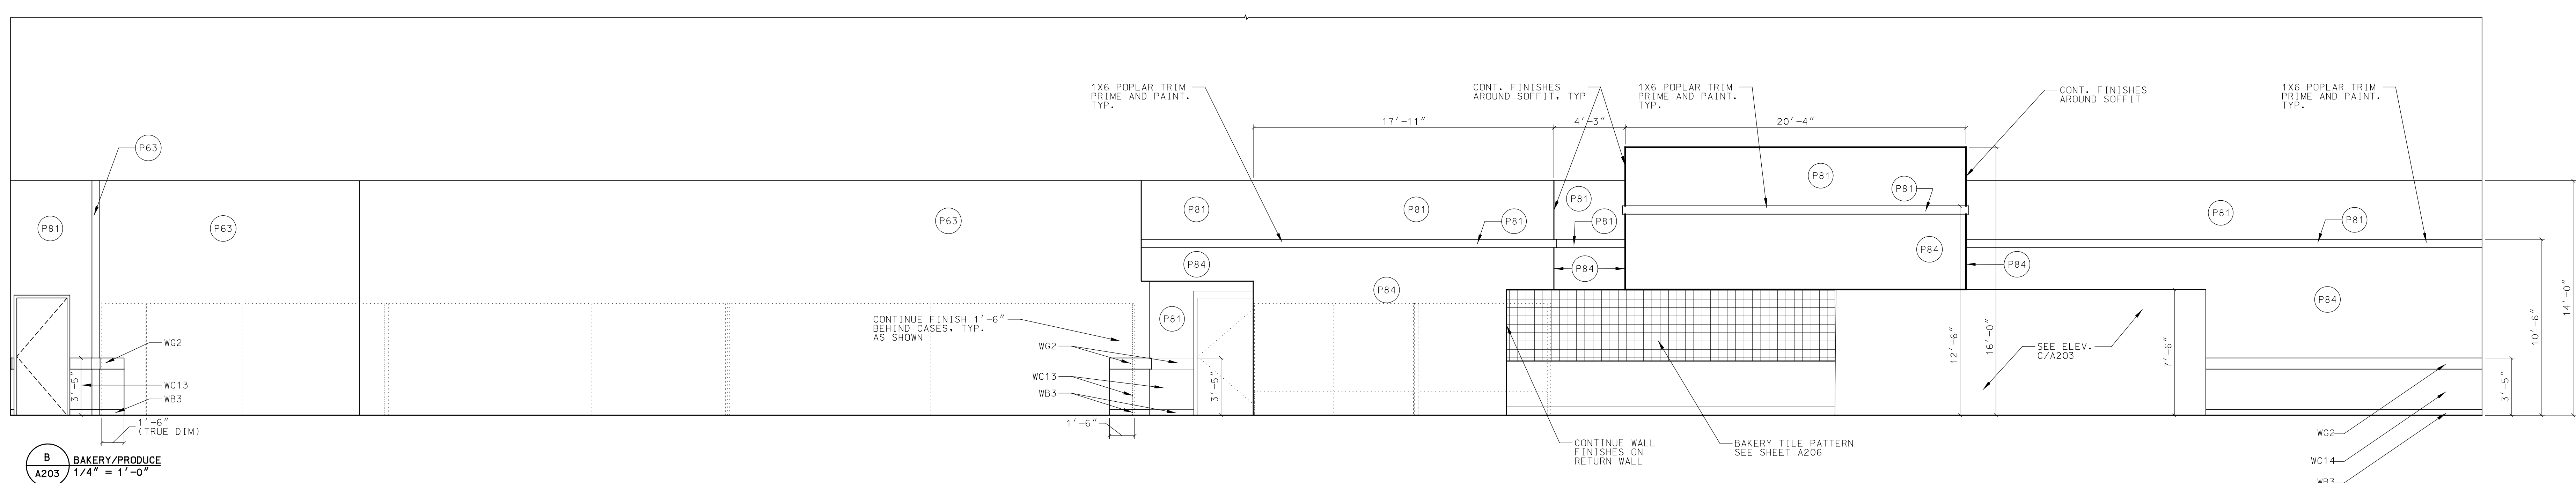 1X6 POPLAR TRIM
PRIME AND PAINT.
TYP.
CONT. FINISHES
AROUND SOFFIT, TYP
1X6 POPLAR TRIM
PRIME AND PAINT.
TYP.
CONT. FINISHES
AROUND SOFFIT
1X6 POPLAR TRIM
PRIME AND PAINT.
TYP.
17'-11"
4'-3"
20'-4"
P63
P81
P63
P63
P81
P81
P81
P81
P81
P81
P81
P81
P81
P84
P84
P84
P84
P84
P84
P81
CONTINUE FINISH 1'-6"
BEHIND CASES, TYP.
AS SHOWN
WG2
WC13
WB3
3'-5"
1'-6"
(TRUE DIM)
WG2
WC13
WB3
3'-5"
1'-6"
12'-6"
16'-0"
SEE ELEV.
C/A203
7'-6"
3'-5"
10'-6"
14'-0"
CONTINUE WALL
FINISHES ON
RETURN WALL
BAKERY TILE PATTERN
SEE SHEET A206
WG2
WC14
WB3
B
A203
BAKERY/PRODUCE
1/4" = 1'-0"